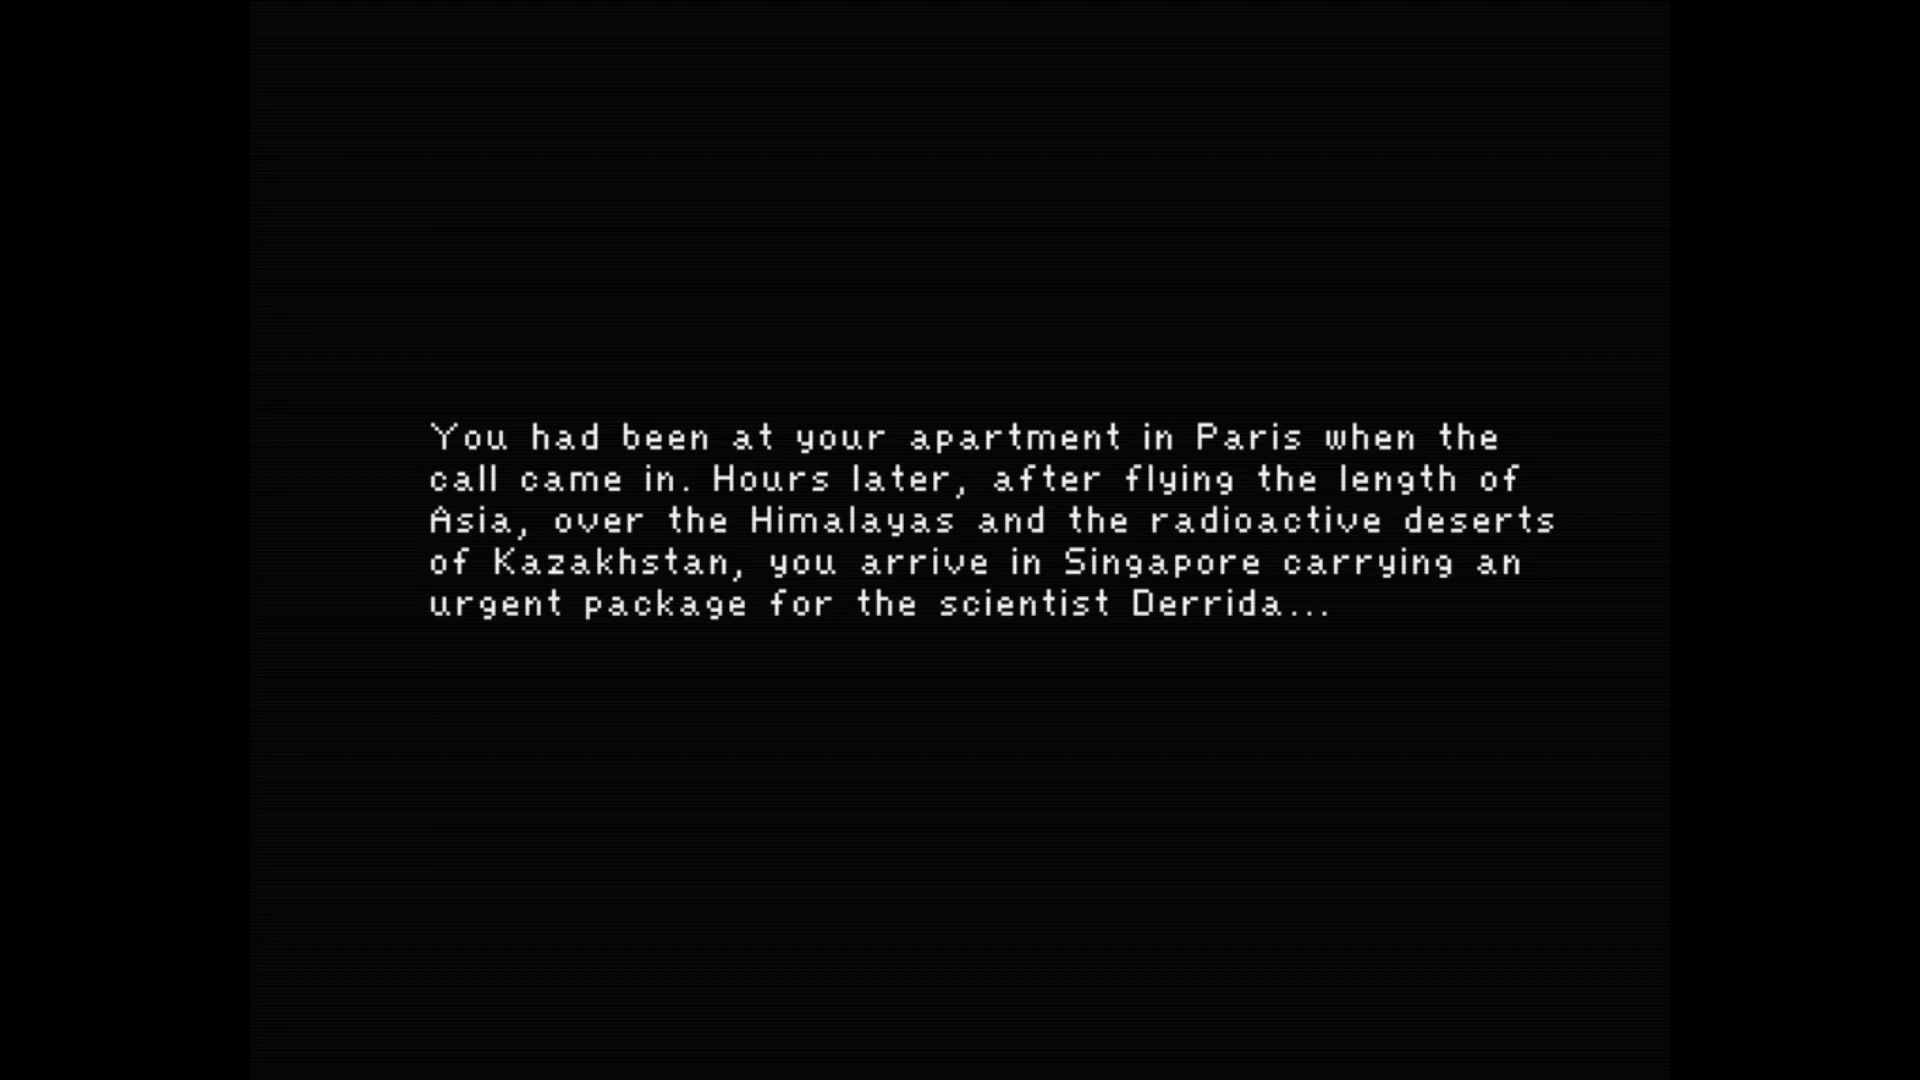 You had been at your apartment in Paris when the
call came in. Hours later, after flying the length of
Asia, over the Himalayas and the radioactive deserts
of Kazakhstan, you arrive in Singapore carrying an
urgent package for the scientist Derrida...